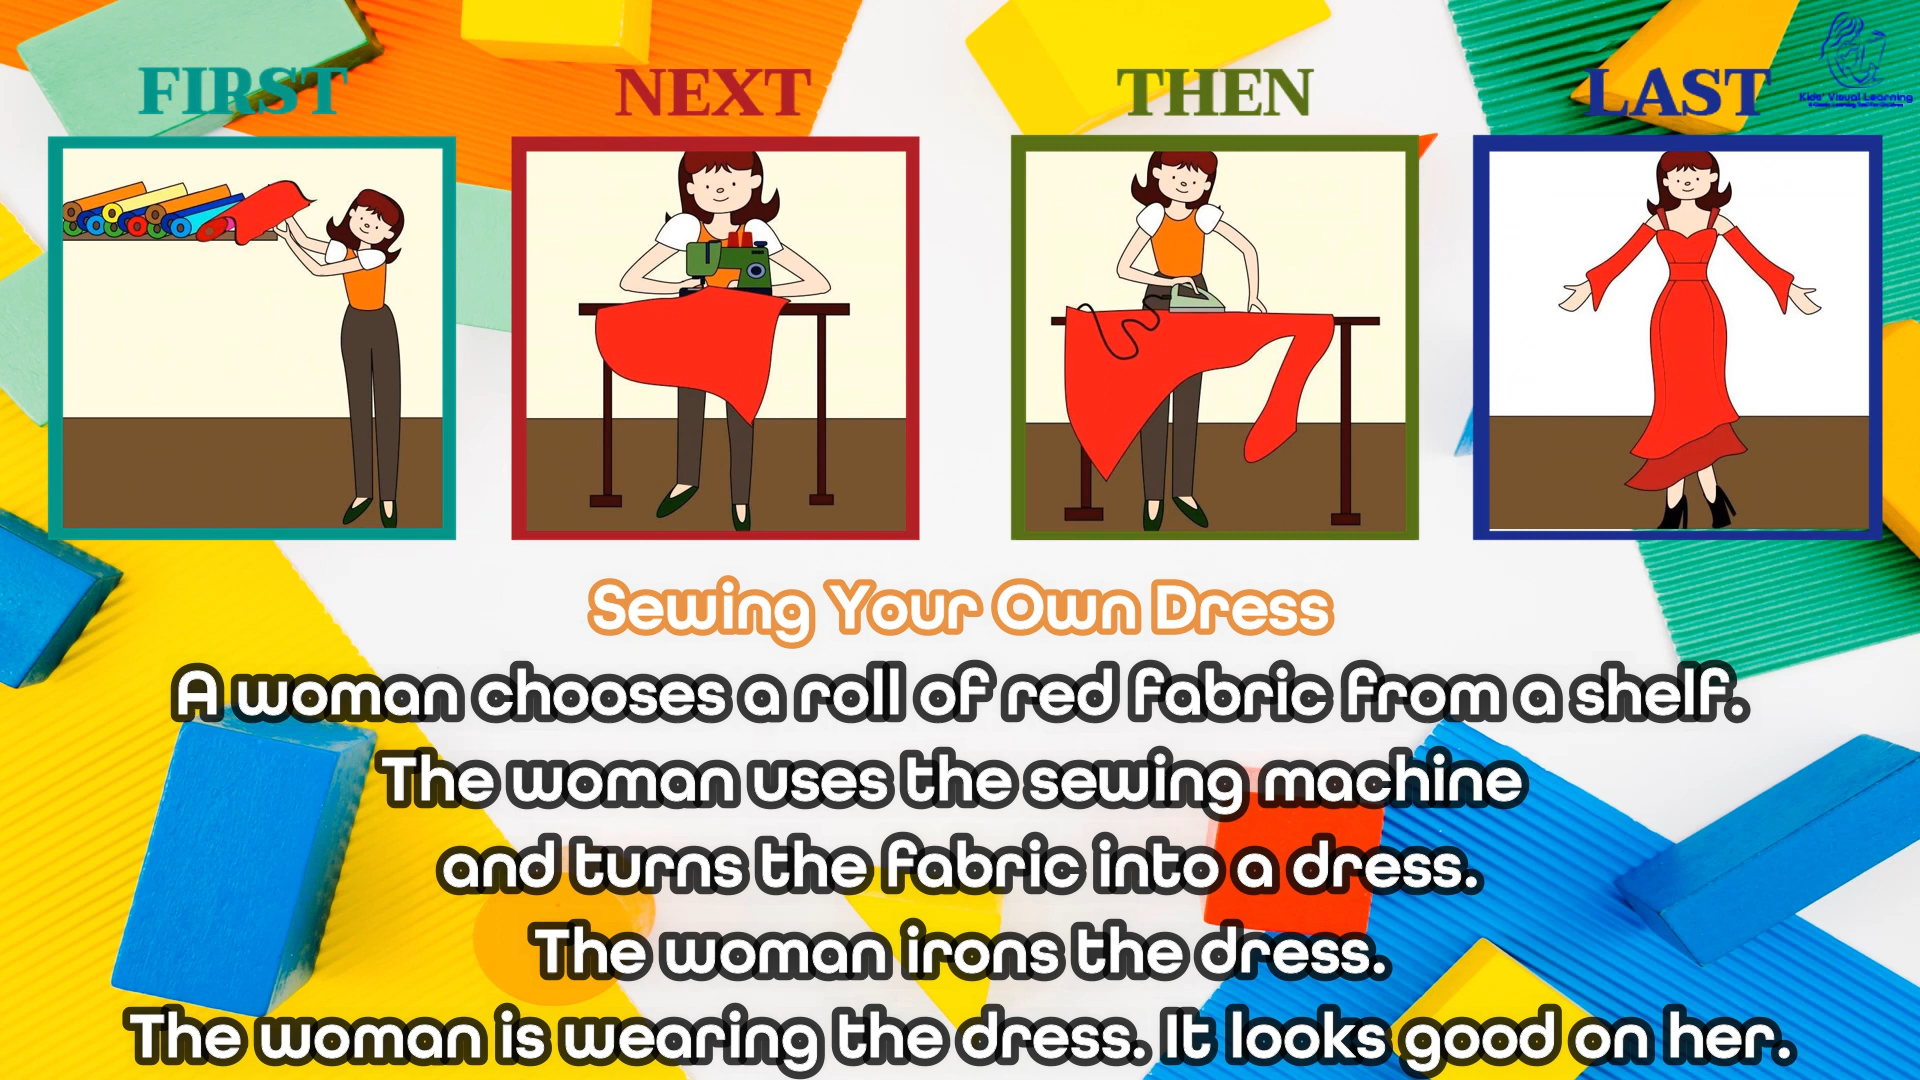 FIRST NEXT THEN LAST
Kids' Visual Learning
Sewing Your Own Dress
A woman chooses a roll of red fabric from a shelf.
The woman uses the sewing machine
and turns the fabric into a dress.
The woman irons the dress.
The woman is wearing the dress. It looks good on her.